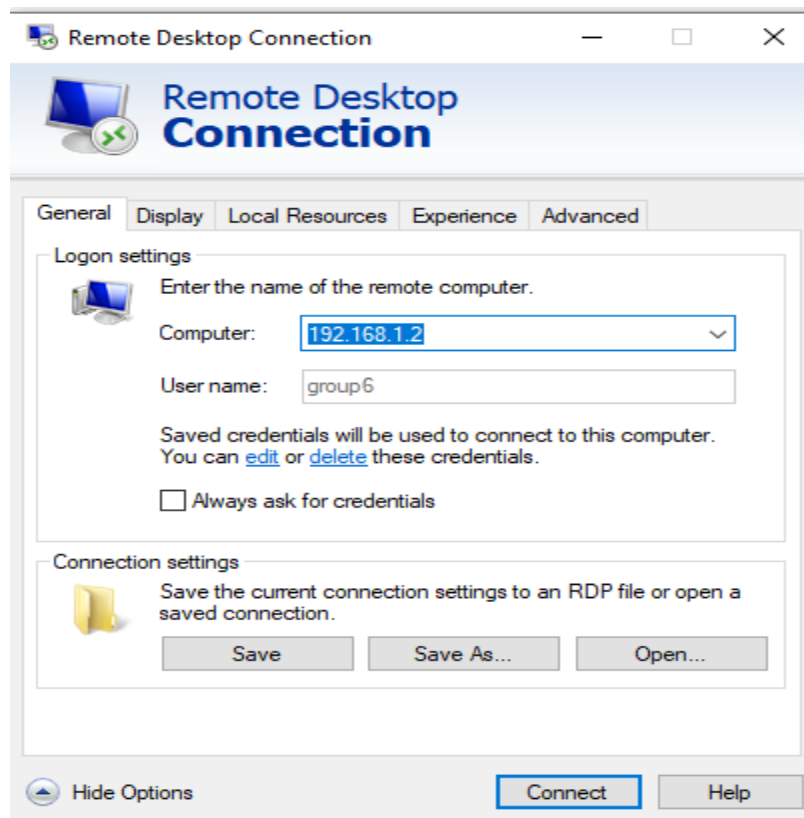 Remote Desktop Connection
Remote Desktop
Connection
General Display Local Resources Experience Advanced
Logon settings
Enter the name of the remote computer.
Computer: 192.168.1.2
User name: group6
Saved credentials will be used to connect to this computer.
You can edit or delete these credentials.
Always ask for credentials
Connection settings
Save the current connection settings to an RDP file or open a
saved connection.
Save Save As... Open...
Hide Options Connect Help